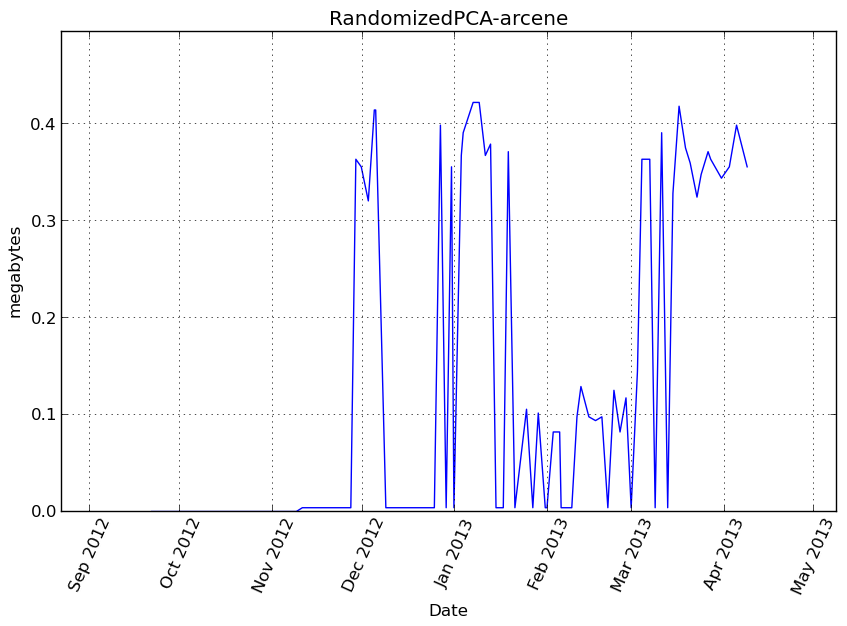 RandomizedPCA-arcene
0.4
0.3
0.2
0.1
0.0
megabytes
Sep 2012
Oct 2012
Nov 2012
Dec 2012
Jan 2013
Feb 2013
Mar 2013
Apr 2013
May 2013
Date